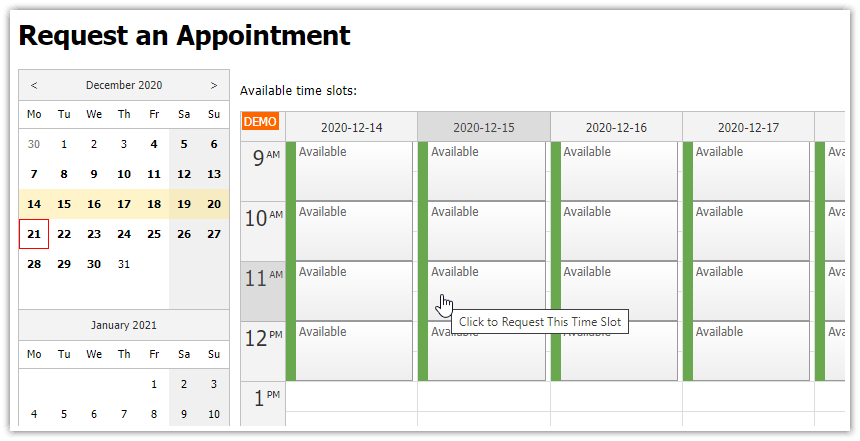 Request an Appointment
< December 2020 >
Mo Tu We Th Fr Sa Su
30 1 2 3 4 5 6
7 8 9 10 11 12 13
14 15 16 17 18 19 20
21 22 23 24 25 26 27
28 29 30 31
January 2021
Mo Tu We Th Fr Sa Su
1 2 3
4 5 6 7 8 9 10
Available time slots:
DEMO 2020-12-14 2020-12-15 2020-12-16 2020-12-17
9 AM Available Available Available Available
10 AM Available Available Available Available
11 AM Available Available Available Available
Click to Request This Time Slot
12 PM Available Available Available Available
1 PM